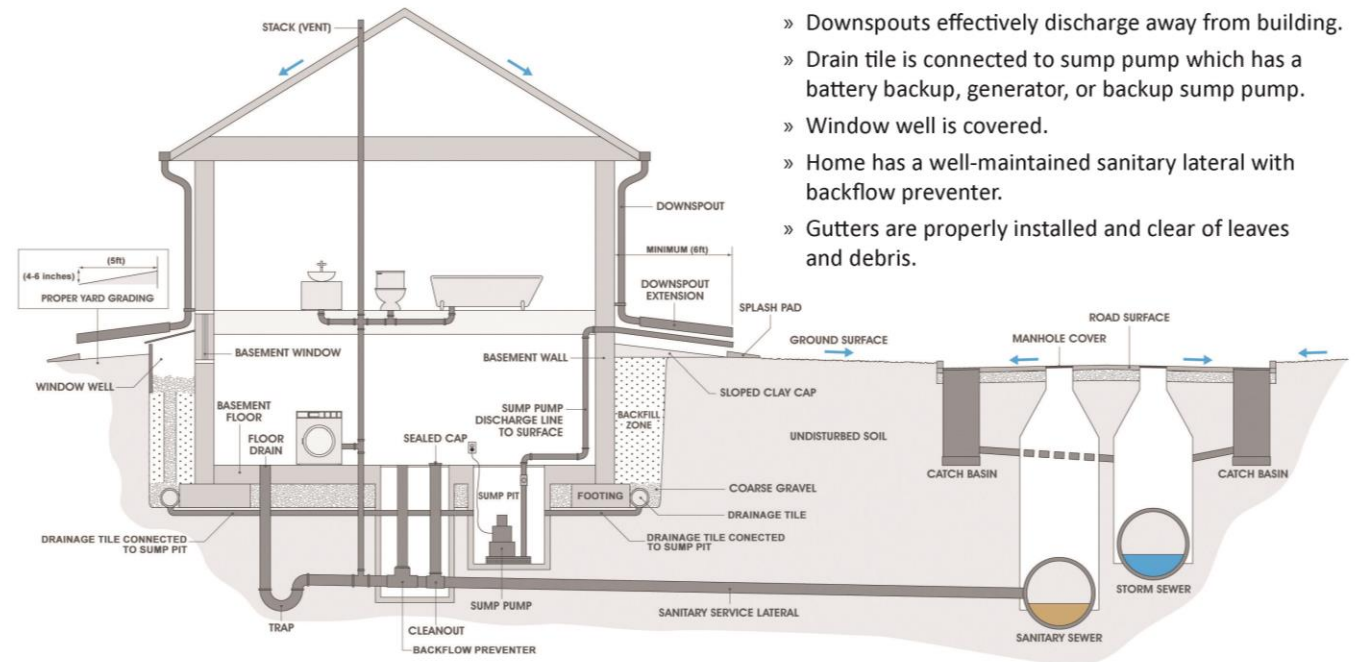 STACK (VENT)
» Downspouts effectively discharge away from building.
» Drain tile is connected to sump pump which has a
battery backup, generator, or backup sump pump.
» Window well is covered.
» Home has a well-maintained sanitary lateral with
backflow preventer.
» Gutters are properly installed and clear of leaves
and debris.
DOWNSPOUT
MINIMUM (6ft)
(5ft)
(4-6 inches)
PROPER YARD GRADING
DOWNSPOUT
EXTENSION
SPLASH PAD
ROAD SURFACE
MANHOLE COVER
GROUND SURFACE
BASEMENT WINDOW
BASEMENT WALL
WINDOW WELL
SLOPED CLAY CAP
BASEMENT
FLOOR
FLOOR
DRAIN
SEALED CAP
SUMP PUMP
DISCHARGE LINE
TO SURFACE
BACKFILL
ZONE
UNDISTURBED SOIL
CATCH BASIN
CATCH BASIN
SUMP PIT
FOOTING
COARSE GRAVEL
DRAINAGE TILE
DRAINAGE TILE CONNECTED
TO SUMP PIT
DRAINAGE TILE CONECTED
TO SUMP PIT
STORM SEWER
SUMP PUMP
SANITARY SERVICE LATERAL
TRAP
CLEANOUT
SANITARY SEWER
BACKFLOW PREVENTER